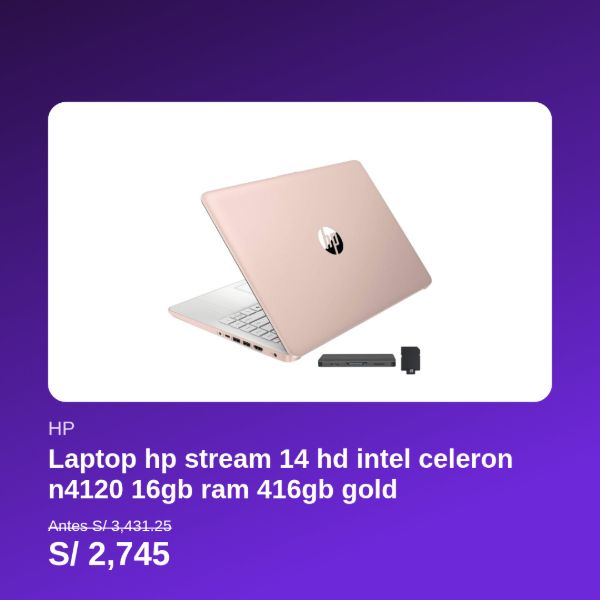 hp
HP
Laptop hp stream 14 hd intel celeron
n4120 16gb ram 416gb gold
Antes S/ 3,431.25
S/ 2,745